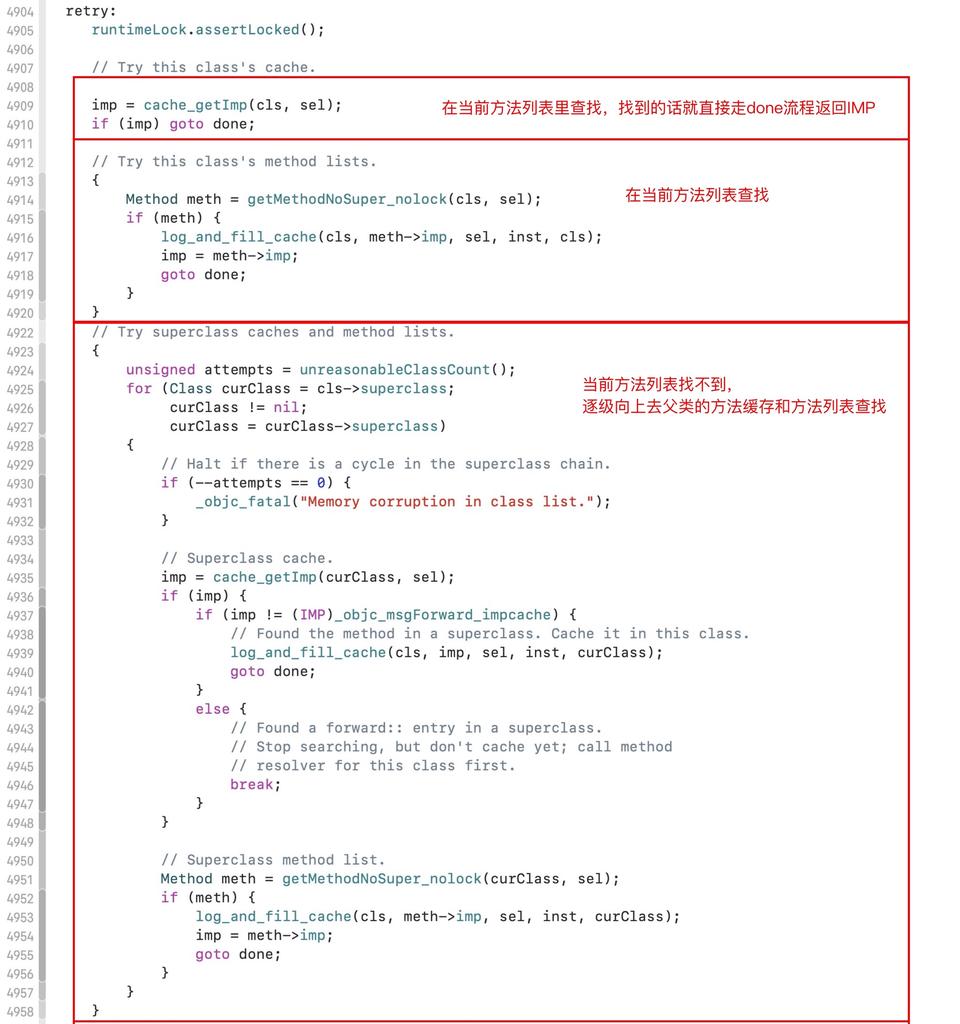 4904 retry:
4905 runtimeLock.assertLocked();
4906
4907 // Try this class's cache.
4908
4909 imp = cache_getImp(cls, sel); 在当前方法列表里查找，找到的话就直接走done流程返回IMP
4910 if (imp) goto done;
4911
4912 // Try this class's method lists.
4913 {
4914 Method meth = getMethodNoSuper_nolock(cls, sel); 在当前方法列表查找
4915 if (meth) {
4916 log_and_fill_cache(cls, meth->imp, sel, inst, cls);
4917 imp = meth->imp;
4918 goto done;
4919 }
4920 }
4922 // Try superclass caches and method lists.
4923 {
4924 unsigned attempts = unreasonableClassCount();
4925 for (Class curClass = cls->superclass; 当前方法列表找不到，
4926 curClass != nil; 逐级向上去父类的方法缓存和方法列表查找
4927 curClass = curClass->superclass)
4928 {
4929 // Halt if there is a cycle in the superclass chain.
4930 if (--attempts == 0) {
4931 _objc_fatal("Memory corruption in class list.");
4932 }
4933
4934 // Superclass cache.
4935 imp = cache_getImp(curClass, sel);
4936 if (imp) {
4937 if (imp != (IMP)_objc_msgForward_impcache) {
4938 // Found the method in a superclass. Cache it in this class.
4939 log_and_fill_cache(cls, imp, sel, inst, curClass);
4940 goto done;
4941 }
4942 else {
4943 // Found a forward:: entry in a superclass.
4944 // Stop searching, but don't cache yet; call method
4945 // resolver for this class first.
4946 break;
4947 }
4948 }
4949
4950 // Superclass method list.
4951 Method meth = getMethodNoSuper_nolock(curClass, sel);
4952 if (meth) {
4953 log_and_fill_cache(cls, meth->imp, sel, inst, curClass);
4954 imp = meth->imp;
4955 goto done;
4956 }
4957 }
4958 }